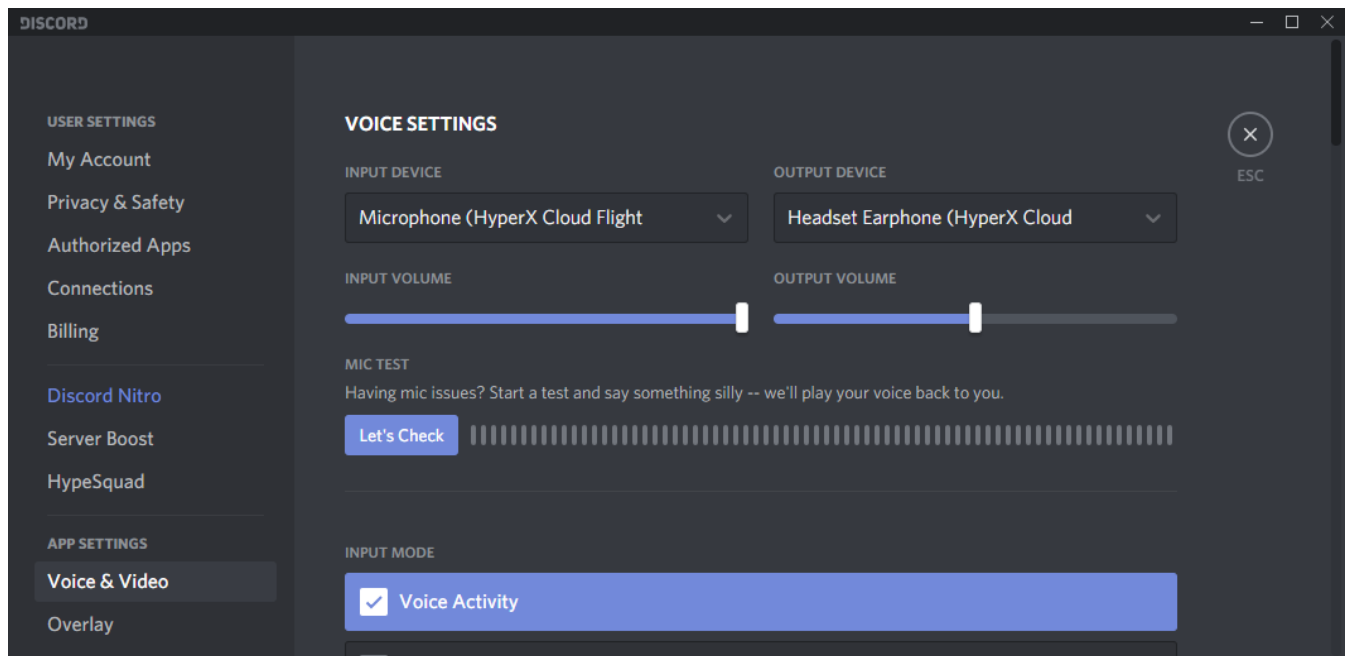 DISCORD
USER SETTINGS
My Account
Privacy & Safety
Authorized Apps
Connections
Billing
Discord Nitro
Server Boost
HypeSquad
APP SETTINGS
Voice & Video
Overlay
VOICE SETTINGS
ESC
INPUT DEVICE
Microphone (HyperX Cloud Flight
OUTPUT DEVICE
Headset Earphone (HyperX Cloud
INPUT VOLUME
OUTPUT VOLUME
MIC TEST
Having mic issues? Start a test and say something silly -- we'll play your voice back to you.
Let's Check
INPUT MODE
Voice Activity